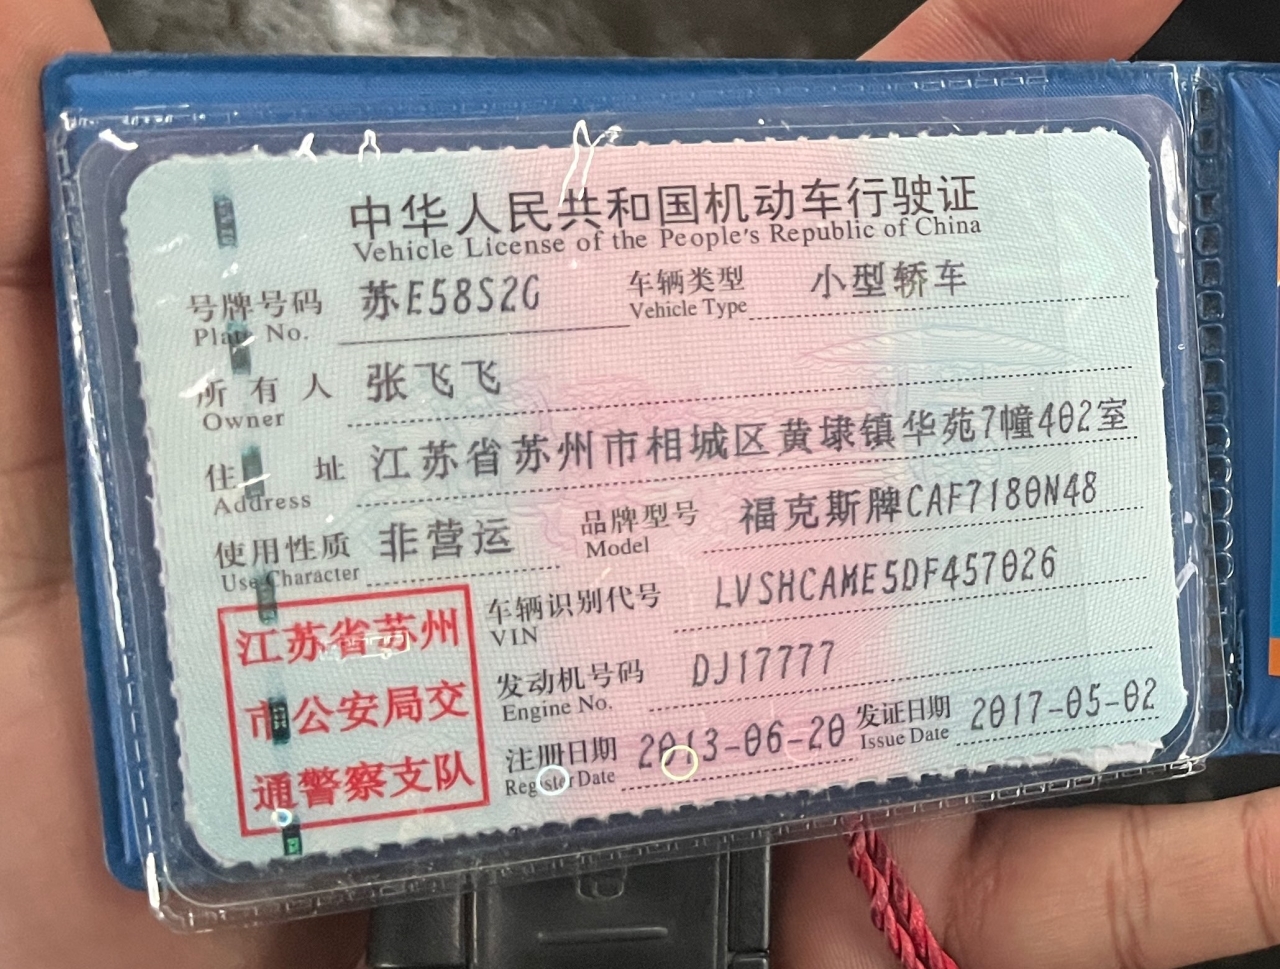 中华人民共和国机动车行驶证
Vehicle License of the People's Republic of China
号牌号码 苏E58S2G 车辆类型 小型轿车
Plate No. Vehicle Type
所有人 张飞飞
Owner
住址 江苏省苏州市相城区黄埭镇华苑7幢402室
Address
使用性质 非营运 品牌型号 福克斯牌CAF7180N48
Use Character Model
江苏省苏州
市公安局交
通警察支队
车辆识别代号 LVSHCAME5DF457026
VIN
发动机号码 DJ17777
Engine No.
注册日期 2013-06-20 发证日期 2017-05-02
Register Date Issue Date